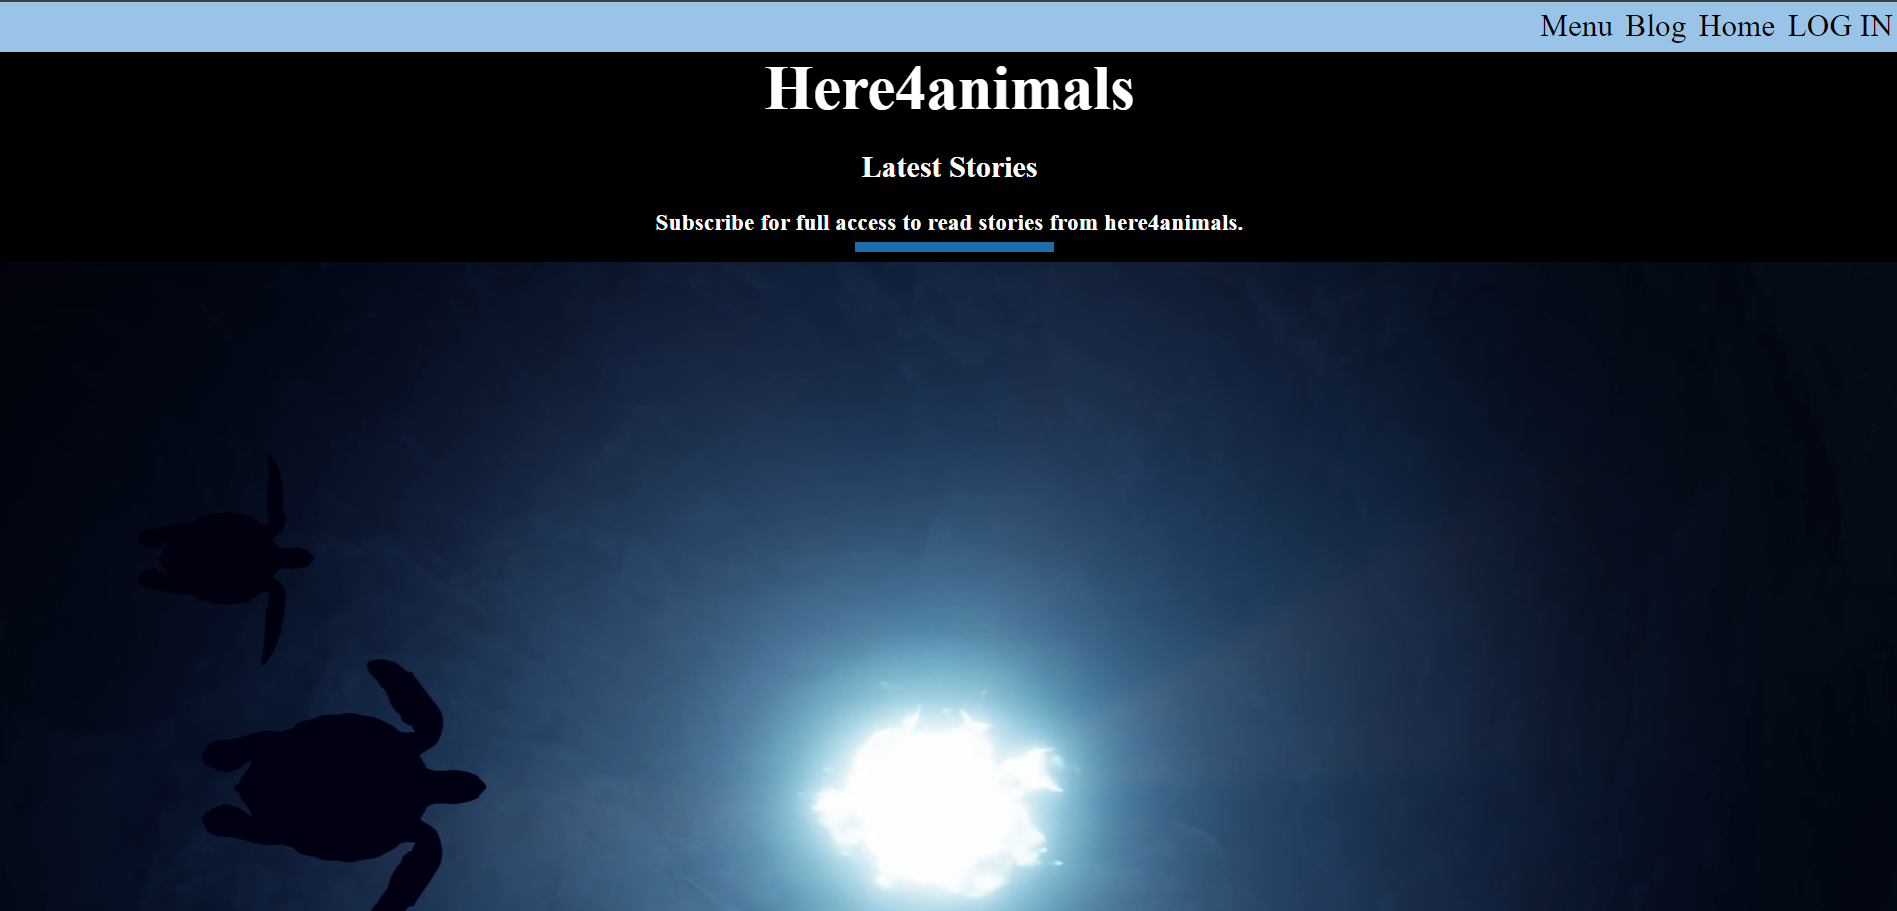 Menu Blog Home LOG IN
Here4animals
Latest Stories
Subscribe for full access to read stories from here4animals.